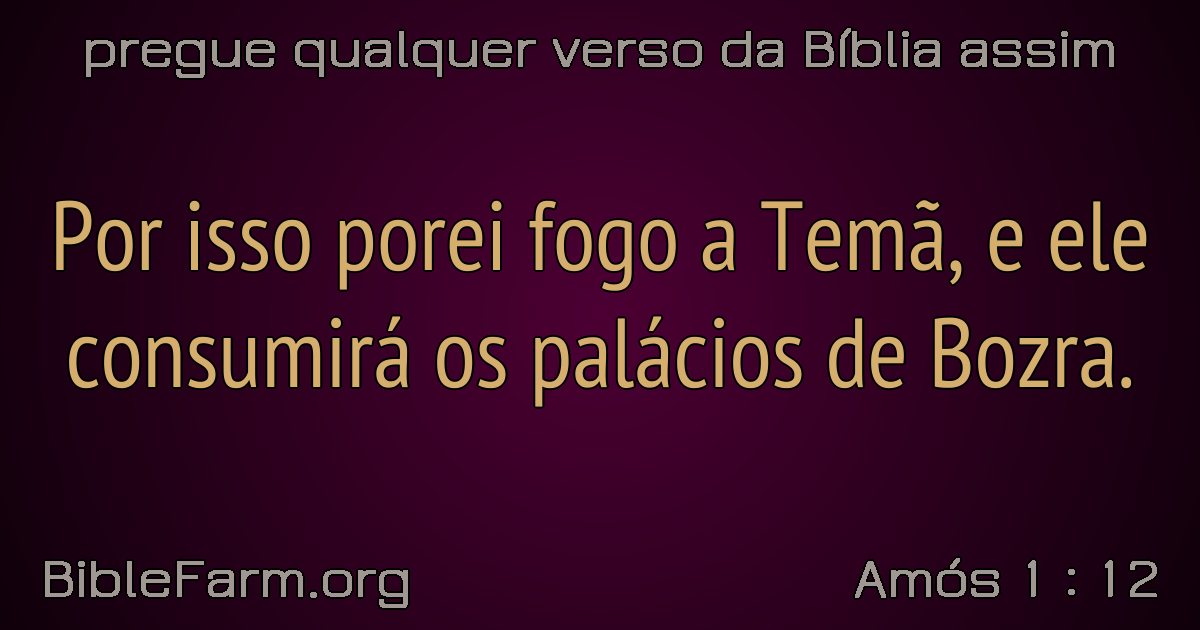 pregue qualquer verso da Bíblia assim
Por isso porei fogo a Temã, e ele
consumirá os palácios de Bozra.
BibleFarm.org
Amós 1 : 12